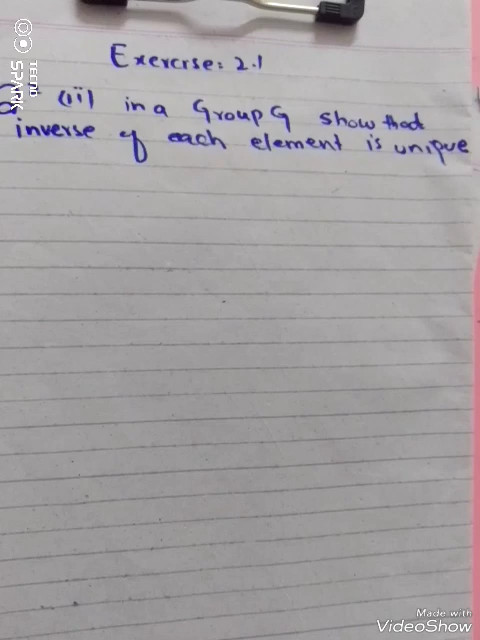 Exercise: 2.1
(ii) in a Group G show that
inverse of each element is unique
TECNO
SPARK
Made with
VideoShow